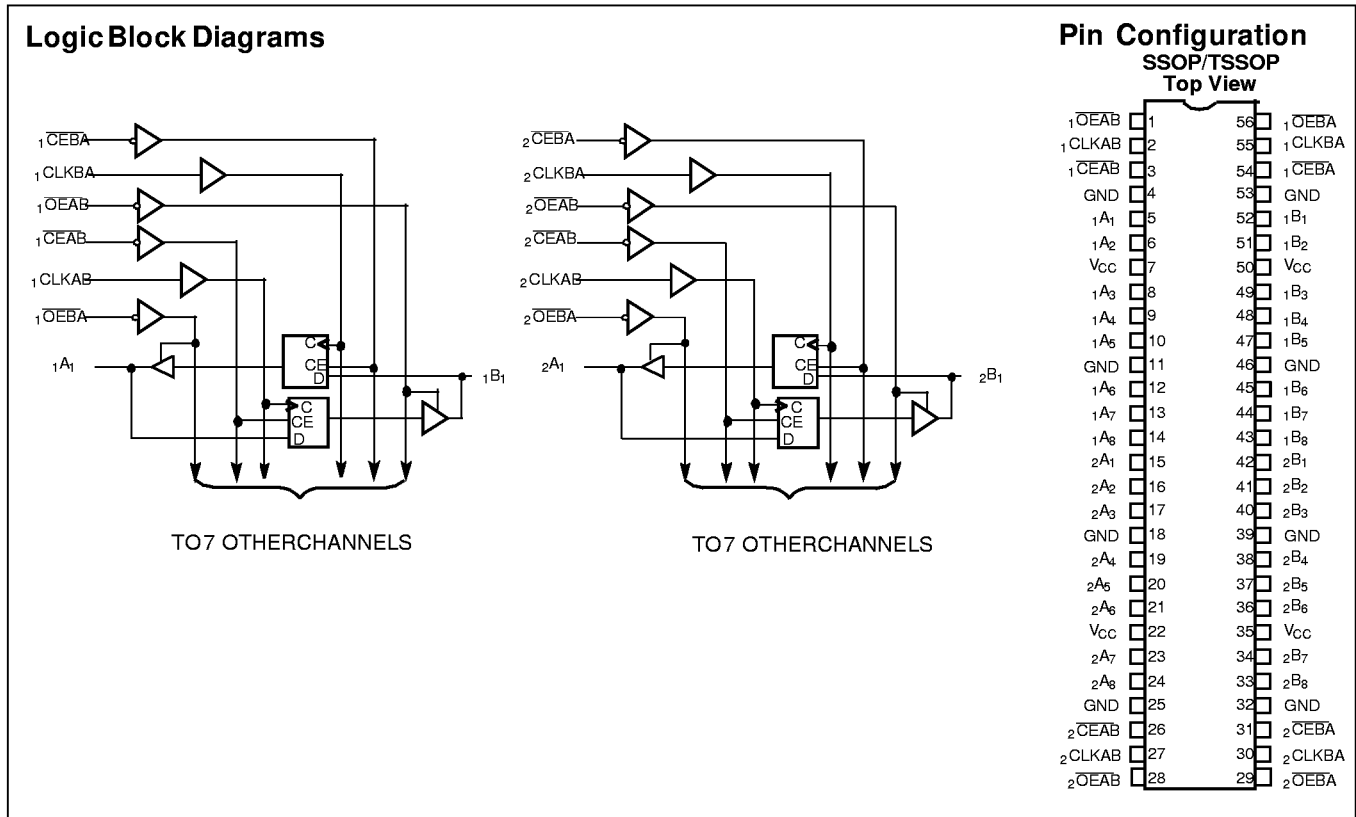 Logic Block Diagrams
1CEBA
1CLKBA
1OEAB
1CEAB
1CLKAB
1OEBA
1A1
C
CE
D
C
CE
D
1B1
TO7 OTHERCHANNELS
2CEBA
2CLKBA
2OEAB
2CEAB
2CLKAB
2OEBA
2A1
C
CE
D
C
CE
D
2B1
TO7 OTHERCHANNELS
Pin Configuration
SSOP/TSSOP
Top View
1OEAB 1 56 1OEBA
1CLKAB 2 55 1CLKBA
1CEAB 3 54 1CEBA
GND 4 53 GND
1A1 5 52 1B1
1A2 6 51 1B2
VCC 7 50 VCC
1A3 8 49 1B3
1A4 9 48 1B4
1A5 10 47 1B5
GND 11 46 GND
1A6 12 45 1B6
1A7 13 44 1B7
1A8 14 43 1B8
2A1 15 42 2B1
2A2 16 41 2B2
2A3 17 40 2B3
GND 18 39 GND
2A4 19 38 2B4
2A5 20 37 2B5
2A6 21 36 2B6
VCC 22 35 VCC
2A7 23 34 2B7
2A8 24 33 2B8
GND 25 32 GND
2CEAB 26 31 2CEBA
2CLKAB 27 30 2CLKBA
2OEAB 28 29 2OEBA